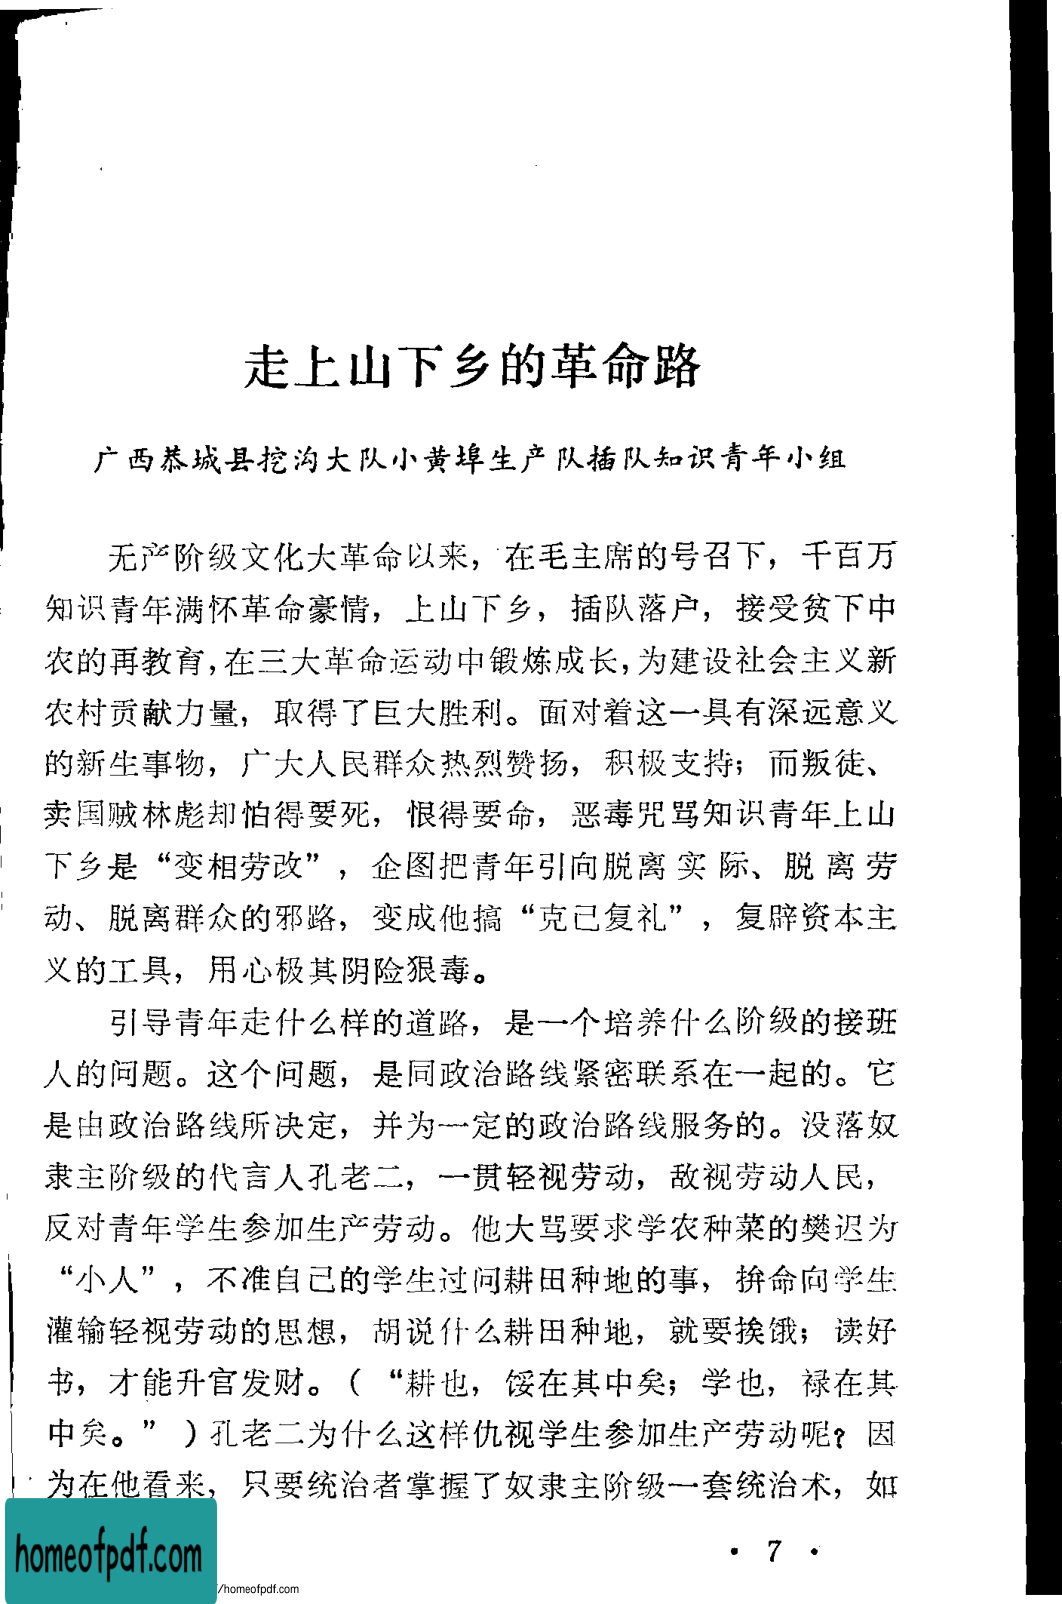 走上山下乡的革命路
广西恭城县挖沟大队小黄埠生产队插队知识青年小组
无产阶级文化大革命以来，在毛主席的号召下，千百万
知识青年满怀革命豪情，上山下乡，插队落户，接受贫下中
农的再教育，在三大革命运动中锻炼成长，为建设社会主义新
农村贡献力量，取得了巨大胜利。面对着这一具有深远意义
的新生事物，广大人民群众热烈赞扬，积极支持；而叛徒、
卖国贼林彪却怕得要死，恨得要命，恶毒咒骂知识青年上山
下乡是“变相劳改”，企图把青年引向脱离实际、脱离劳
动、脱离群众的邪路，变成他搞“克己复礼”，复辟资本主
义的工具，用心极其阴险狠毒。
引导青年走什么样的道路，是一个培养什么阶级的接班
人的问题。这个问题，是同政治路线紧密联系在一起的。它
是由政治路线所决定，并为一定的政治路线服务的。没落奴
隶主阶级的代言人孔老二，一贯轻视劳动，敌视劳动人民，
反对青年学生参加生产劳动。他大骂要求学农种菜的樊迟为
“小人”，不准自己的学生过问耕田种地的事，拚命向学生
灌输轻视劳动的思想，胡说什么耕田种地，就要挨饿；读好
书，才能升官发财。（“耕也，馁在其中矣；学也，禄在其
中矣。”）孔老二为什么这样仇视学生参加生产劳动呢？因
为在他看来，只要统治者掌握了奴隶主阶级一套统治术，如
· 7 ·
homeofpdf.com
/homeofpdf.com